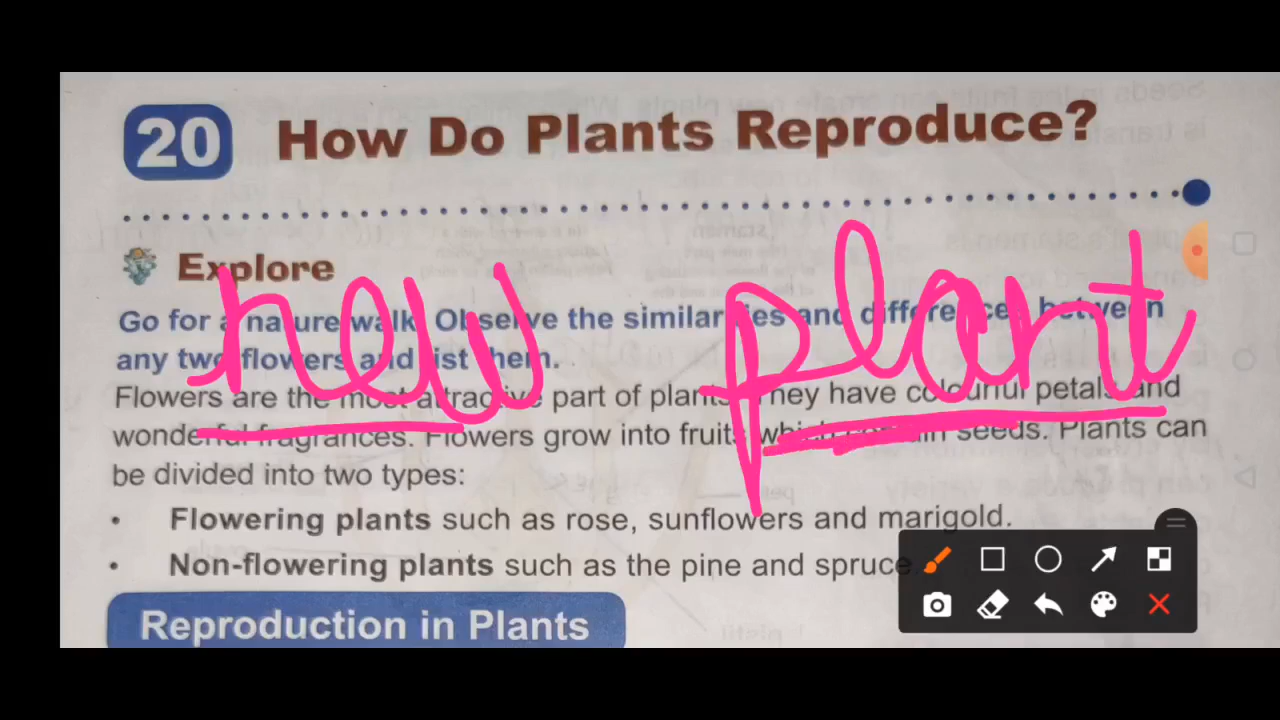 20 How Do Plants Reproduce?
Explore
new plant
Go for a nature walk. Observe the similarities and differences between
any two flowers and list them.
Flowers are the most attractive part of plants. They have colourful petals and
wonderful fragrances. Flowers grow into fruits which contain seeds. Plants can
be divided into two types:
• Flowering plants such as rose, sunflowers and marigold.
• Non-flowering plants such as the pine and spruce.
Reproduction in Plants